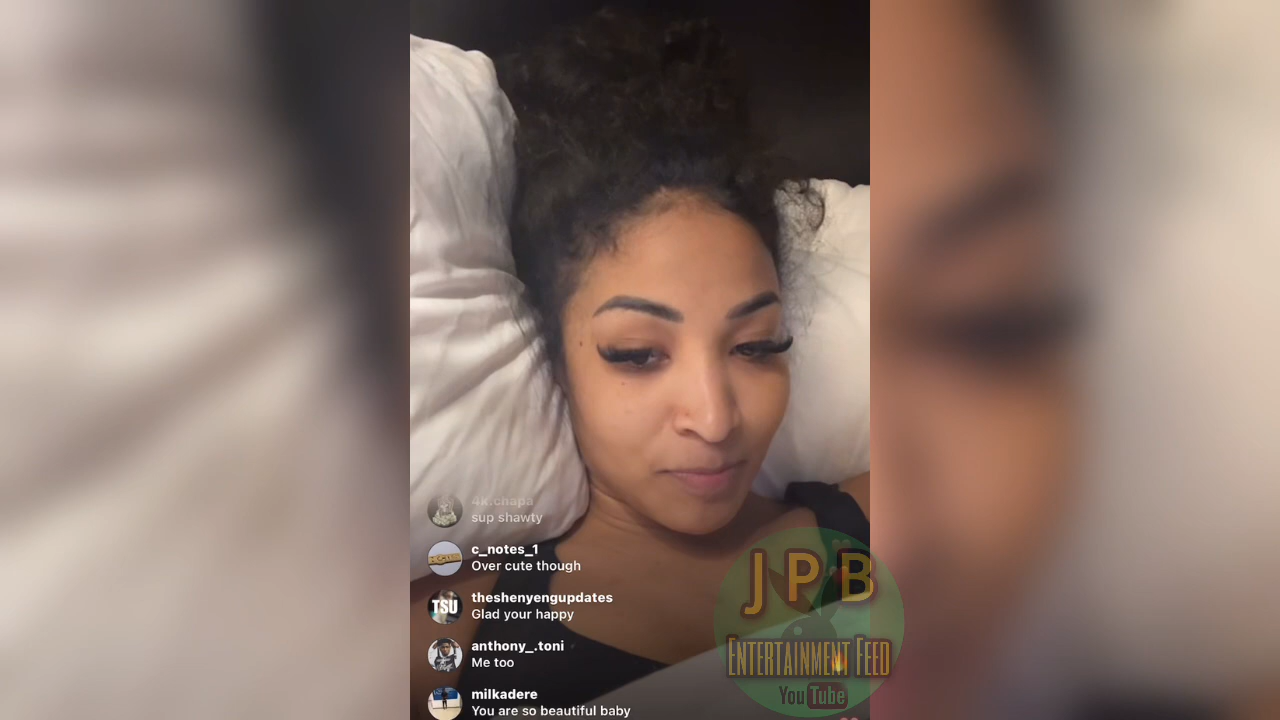 4k.chapa
sup shawty
c_notes_1
Over cute though
theshenyengupdates
TSU
Glad your happy
anthony_.toni
Me too
milkadere
You are so beautiful baby
JPB
ENTERTAINMENT FEED
YouTube